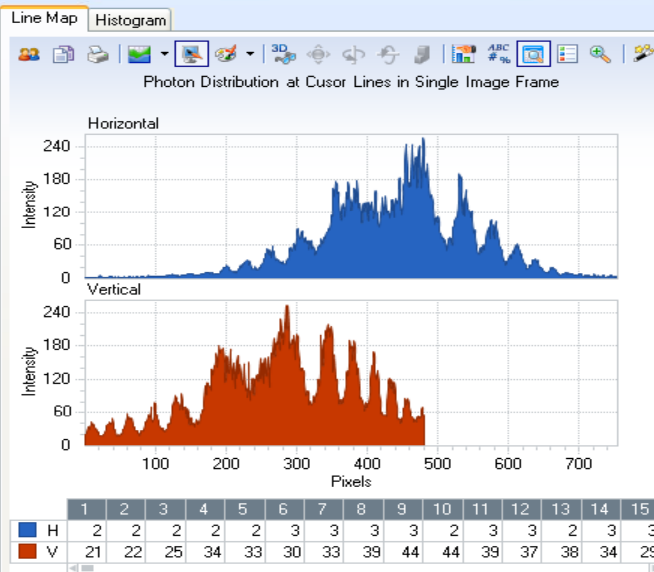 Line Map Histogram
3D ABC #%
Photon Distribution at Cusor Lines in Single Image Frame
Horizontal
Intensity
240
180
120
60
0
Vertical
Intensity
240
180
120
60
0
100 200 300 400 500 600 700
Pixels
1 2 3 4 5 6 7 8 9 10 11 12 13 14 15
H 2 2 2 2 2 3 3 3 3 2 3 3 2 3 3
V 21 22 25 34 33 30 33 39 44 44 39 37 38 34 29